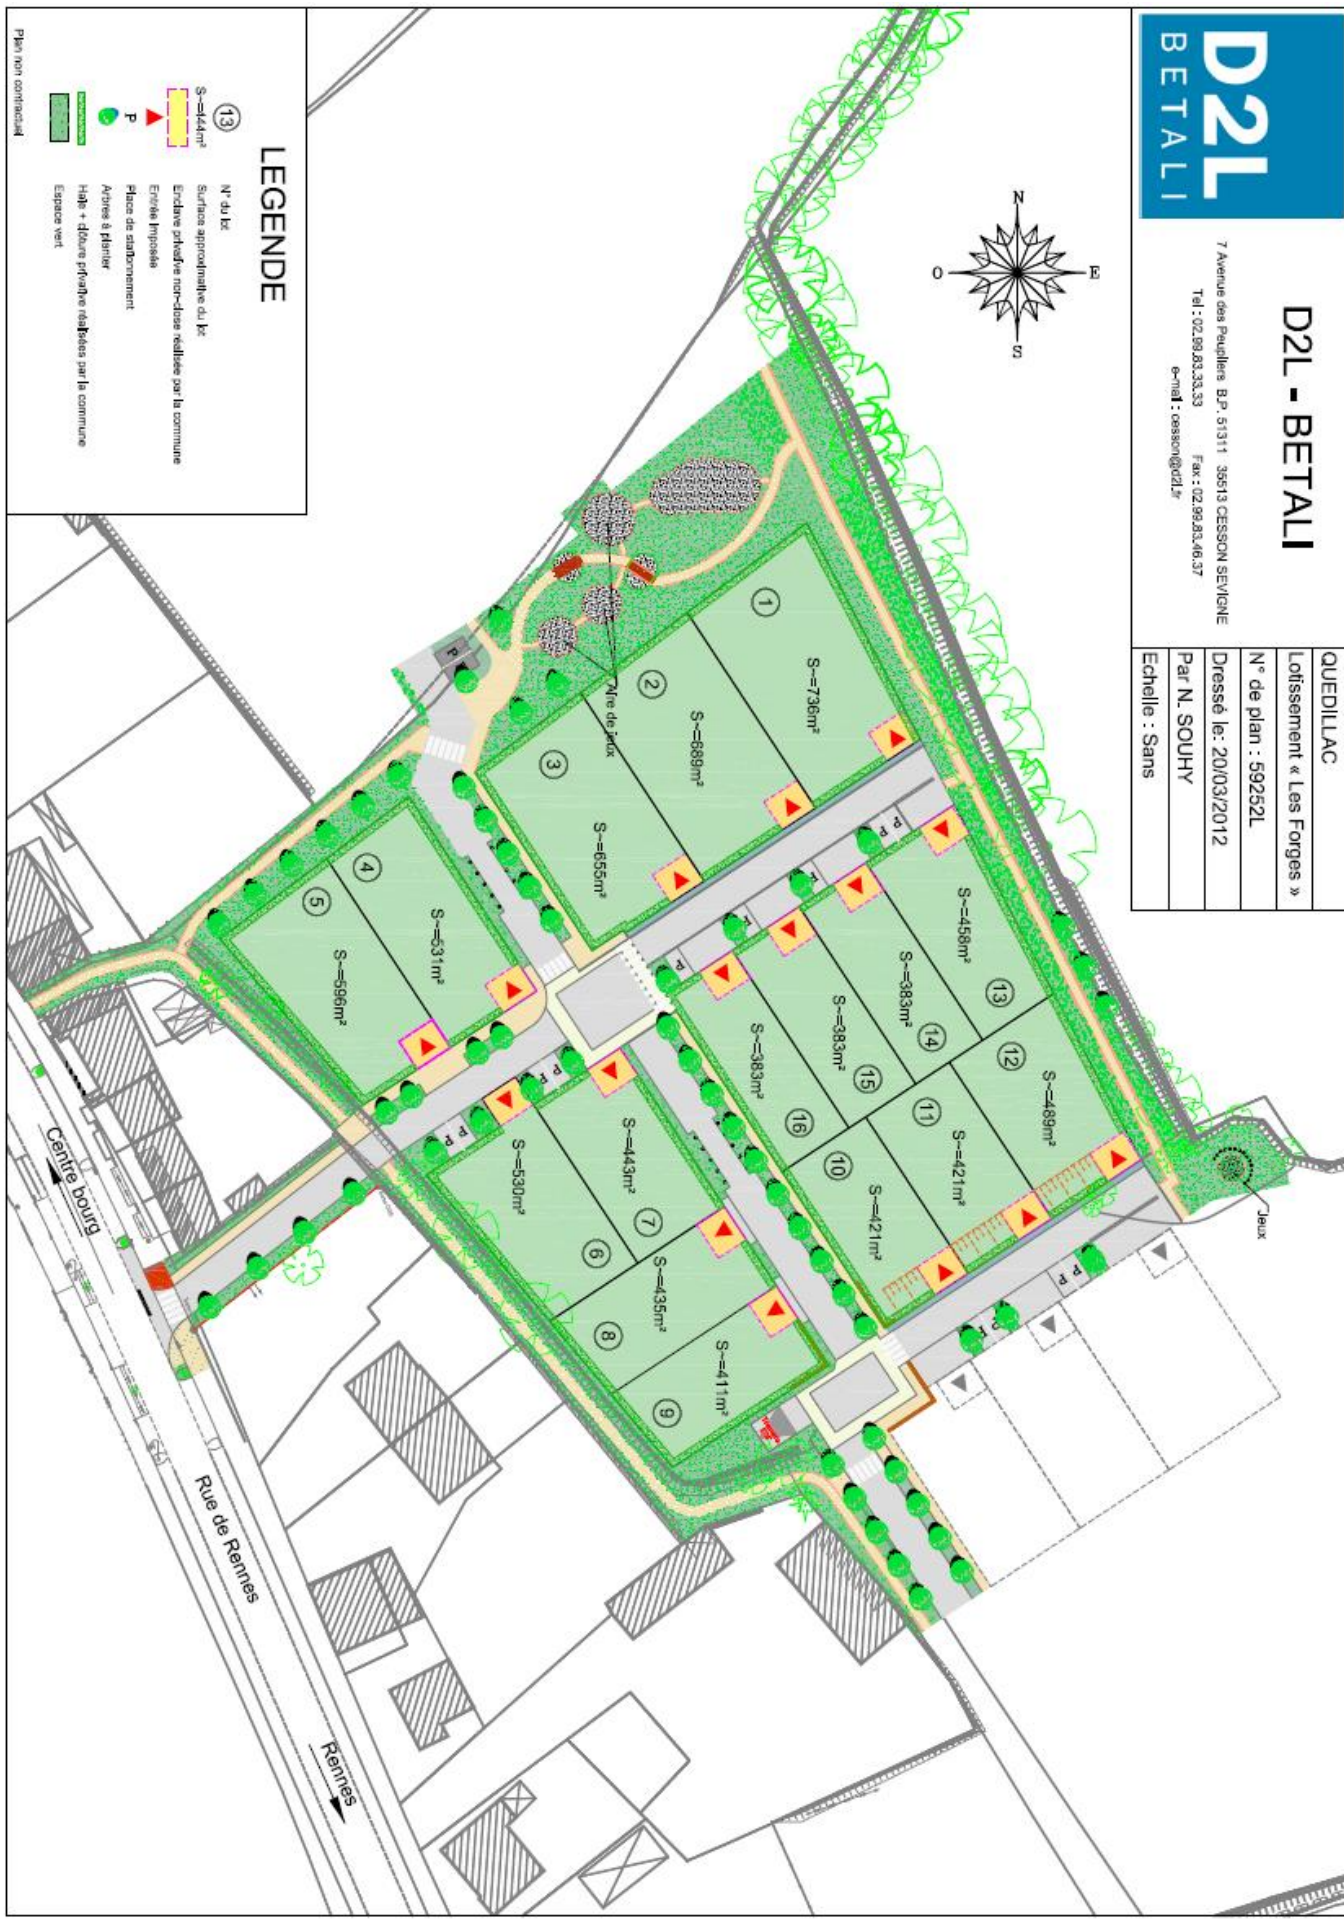 D2L
BETALI
D2L - BETALI
7 Avenue des Peupliers B.P. 51311 35513 CESSON SEVIGNE
Tel : 02.99.83.33.33 Fax : 02.99.83.46.37
e-mail : cesson@d2l.fr
QUEDILLAC
Lotissement « Les Forges »
N° de plan : 59252L
Dressé le: 20/03/2012
Par N. SOUHY
Echelle : Sans
N
O
E
S
Jeux
Aire de jeux
1
S~=736m²
2
S~=689m²
3
S~=655m²
4
S~=531m²
5
S~=596m²
6
S~=530m²
7
S~=443m²
8
S~=435m²
9
S~=411m²
10
S~=421m²
11
S~=421m²
12
S~=489m²
13
S~=458m²
14
S~=383m²
15
S~=383m²
16
S~=383m²
P
P
P
P
P
P
P
P
P
P
P
P
Centre bourg
Rue de Rennes
Rennes
LEGENDE
13 N° du lot
S~=444m² Surface approximative du lot
Enclave privative non-close réalisée par la commune
Entrée imposée
P Place de stationnement
Arbres à planter
Haie + clôture privative réalisées par la commune
Espace vert
Plan non contractuel